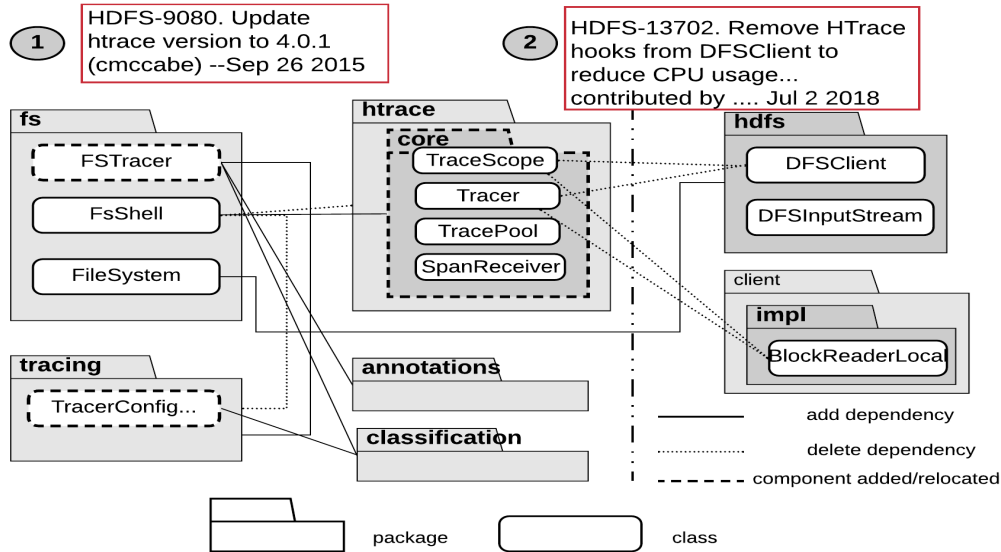 1
HDFS-9080. Update
htrace version to 4.0.1
(cmccabe) --Sep 26 2015
2
HDFS-13702. Remove HTrace
hooks from DFSClient to
reduce CPU usage...
contributed by .... Jul 2 2018
fs
FSTracer
FsShell
FileSystem
tracing
TracerConfig...
htrace
core
TraceScope
Tracer
TracePool
SpanReceiver
annotations
classification
hdfs
DFSClient
DFSInputStream
client
impl
BlockReaderLocal
add dependency
delete dependency
component added/relocated
package
class